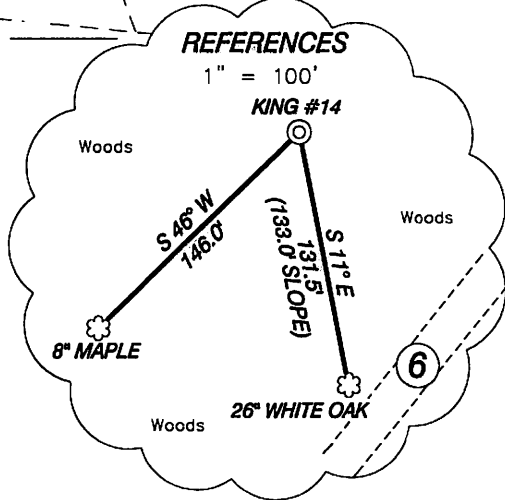 REFERENCES
1" = 100'
KING #14
Woods
Woods
S 46° W
146.0'
S 11° E
131.5'
(133.0' SLOPE)
8" MAPLE
6
26" WHITE OAK
Woods